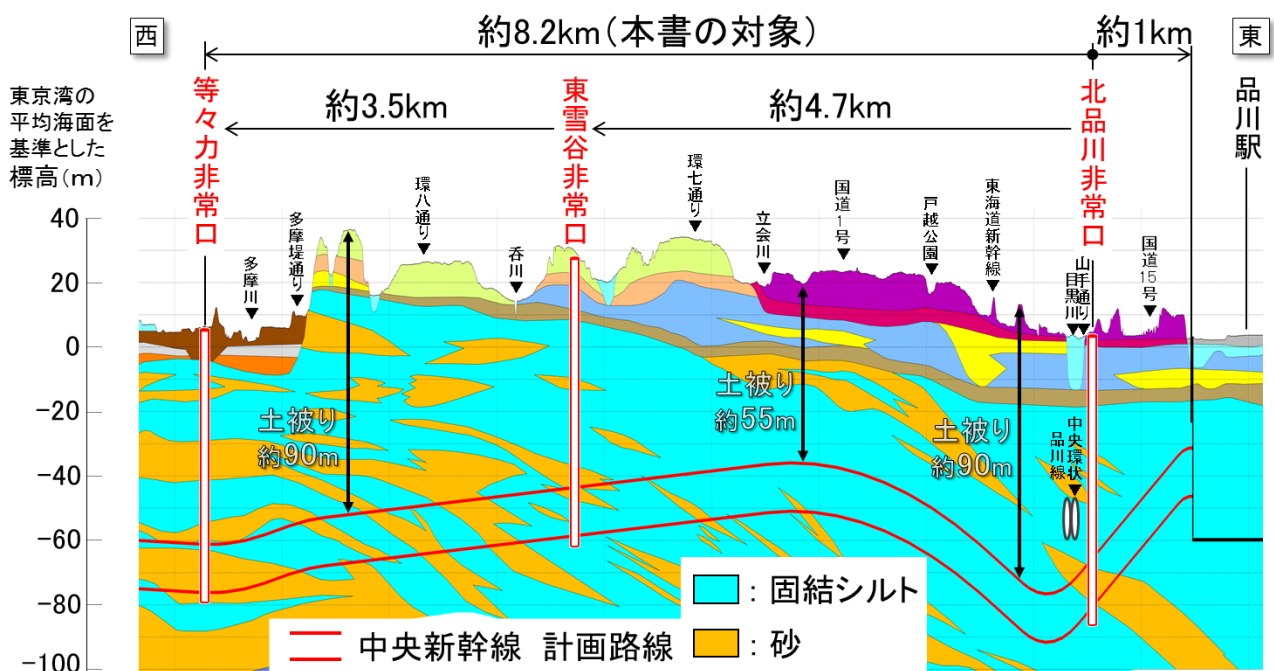 西
約8.2km(本書の対象)
約1km
東
東京湾の
平均海面を
基準とした
標高(m)
等々力非常口
約3.5km
東雪谷非常口
約4.7km
北品川非常口
品川駅
多摩川
多摩堤通り
環八通り
呑川
環七通り
立会川
国道1号
戸越公園
東海道新幹線
目黒川
山手通り
国道15号
40
20
0
-20
-40
-60
-80
-100
土被り
約90m
土被り
約55m
土被り
約90m
中央環状
品川線
:固結シルト
:砂
中央新幹線 計画路線